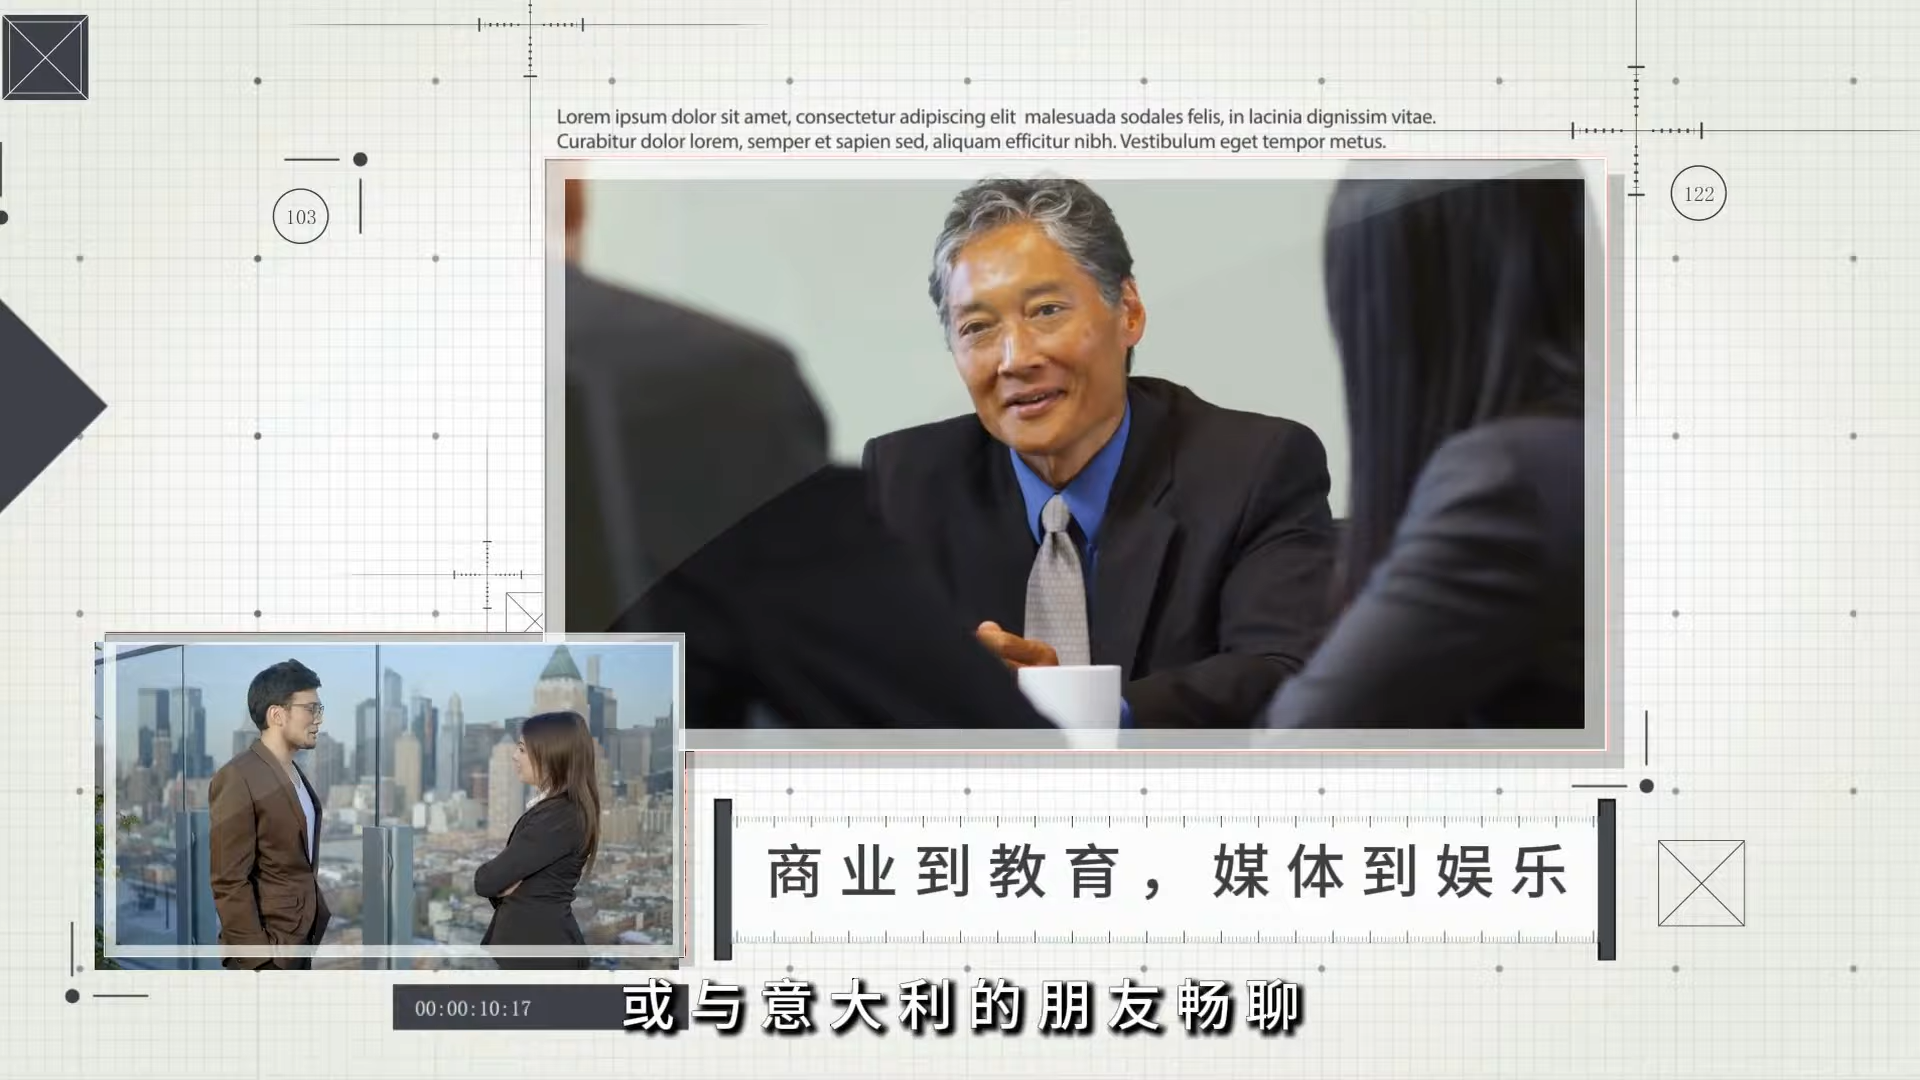 Lorem ipsum dolor sit amet, consectetur adipiscing elit  malesuada sodales felis, in lacinia dignissim vitae.
Curabitur dolor lorem, semper et sapien sed, aliquam efficitur nibh. Vestibulum eget tempor metus.
103
122
商业到教育，媒体到娱乐
00:00:10:17
或与意大利的朋友畅聊